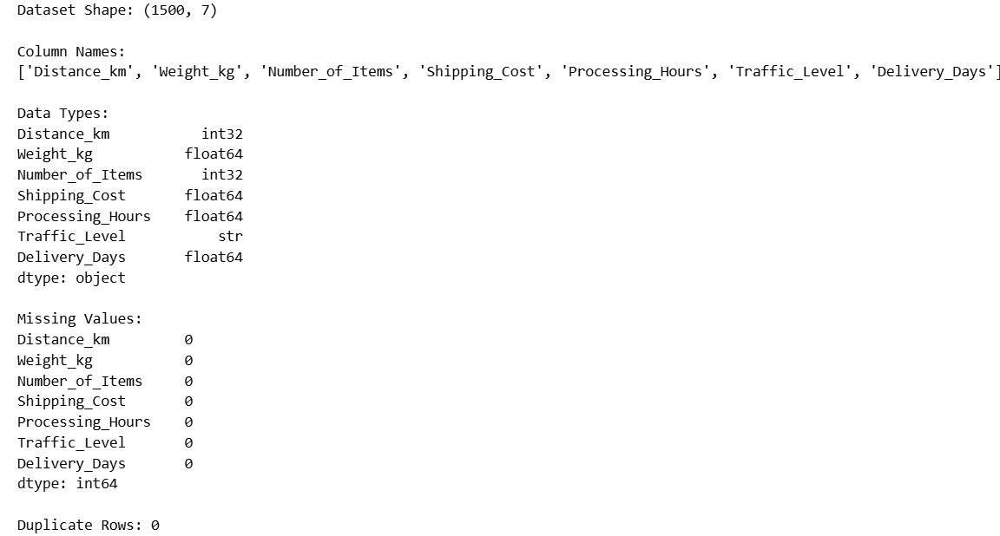 Dataset Shape: (1500, 7)
Column Names:
['Distance_km', 'Weight_kg', 'Number_of_Items', 'Shipping_Cost', 'Processing_Hours', 'Traffic_Level', 'Delivery_Days']
Data Types:
Distance_km           int32
Weight_kg           float64
Number_of_Items       int32
Shipping_Cost       float64
Processing_Hours    float64
Traffic_Level           str
Delivery_Days       float64
dtype: object
Missing Values:
Distance_km         0
Weight_kg           0
Number_of_Items     0
Shipping_Cost       0
Processing_Hours    0
Traffic_Level       0
Delivery_Days       0
dtype: int64
Duplicate Rows: 0